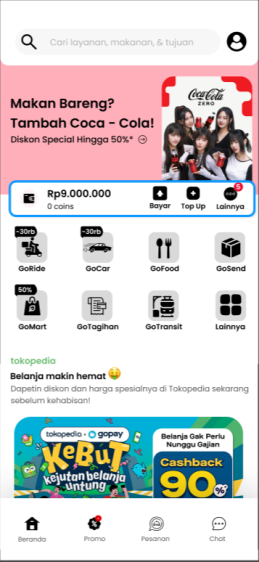 Cari layanan, makanan, & tujuan
Makan Bareng?
Tambah Coca - Cola!
Diskon Special Hingga 50%*
Coca-Cola
ZERO
Rp9.000.000
0 coins
Bayar
Top Up
5
Lainnya
-30rb
GoRide
-30rb
GoCar
GoFood
GoSend
50%
GoMart
GoTagihan
GoTransit
Lainnya
tokopedia
Belanja makin hemat 🤑
Dapetin diskon dan harga spesialnya di Tokopedia sekarang
sebelum kehabisan!
tokopedia • gopay
KeBUT
kejutan belanja
untung
Belanja Gak Perlu
Nunggu Gajian
Cashback
90%
Beranda
Promo
Pesanan
Chat